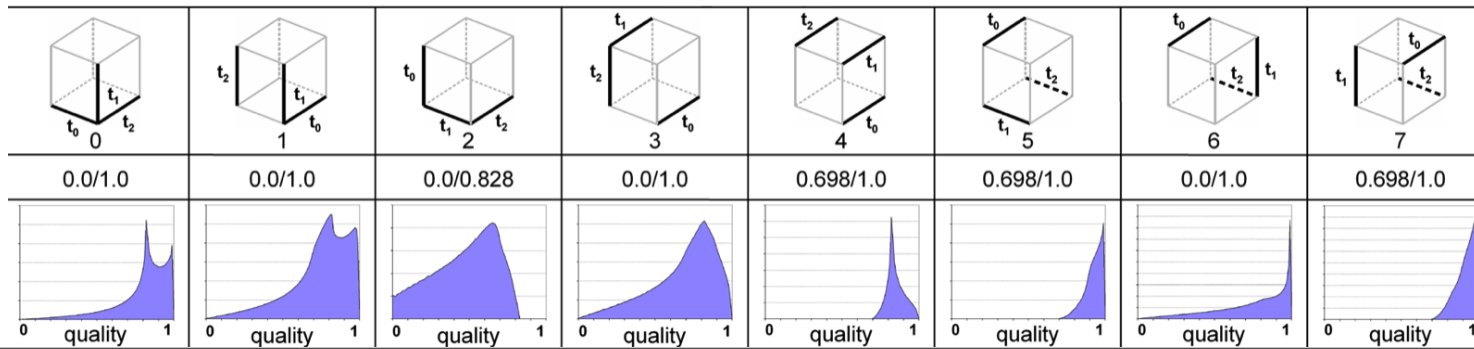 t₀ t₁ t₂
0
t₂ t₁ t₀
1
t₀ t₁ t₂
2
t₁ t₂ t₀
3
t₂ t₁ t₀
4
t₀ t₂ t₁
5
t₀ t₂ t₁
6
t₀ t₁ t₂
7
0.0/1.0 0.0/1.0 0.0/0.828 0.0/1.0 0.698/1.0 0.698/1.0 0.0/1.0 0.698/1.0
0 quality 1
0 quality 1
0 quality 1
0 quality 1
0 quality 1
0 quality 1
0 quality 1
0 quality 1